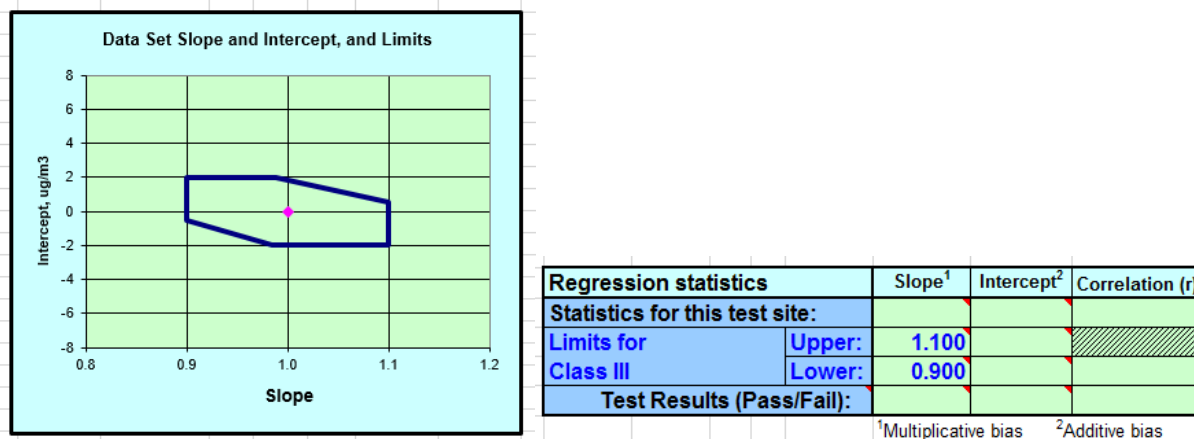 Data Set Slope and Intercept, and Limits
8
6
4
2
0
-2
-4
-6
-8
Intercept, ug/m3
0.8 0.9 1.0 1.1 1.2
Slope
Regression statistics Slope¹ Intercept² Correlation (r)
Statistics for this test site:
Limits for Upper: 1.100
Class III Lower: 0.900
Test Results (Pass/Fail):
¹Multiplicative bias ²Additive bias